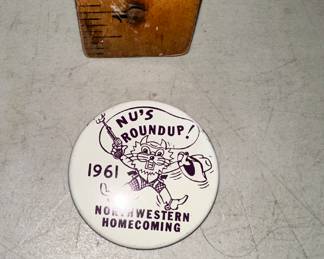 NU'S
ROUNDUP!
1961
NORTHWESTERN
HOMECOMING